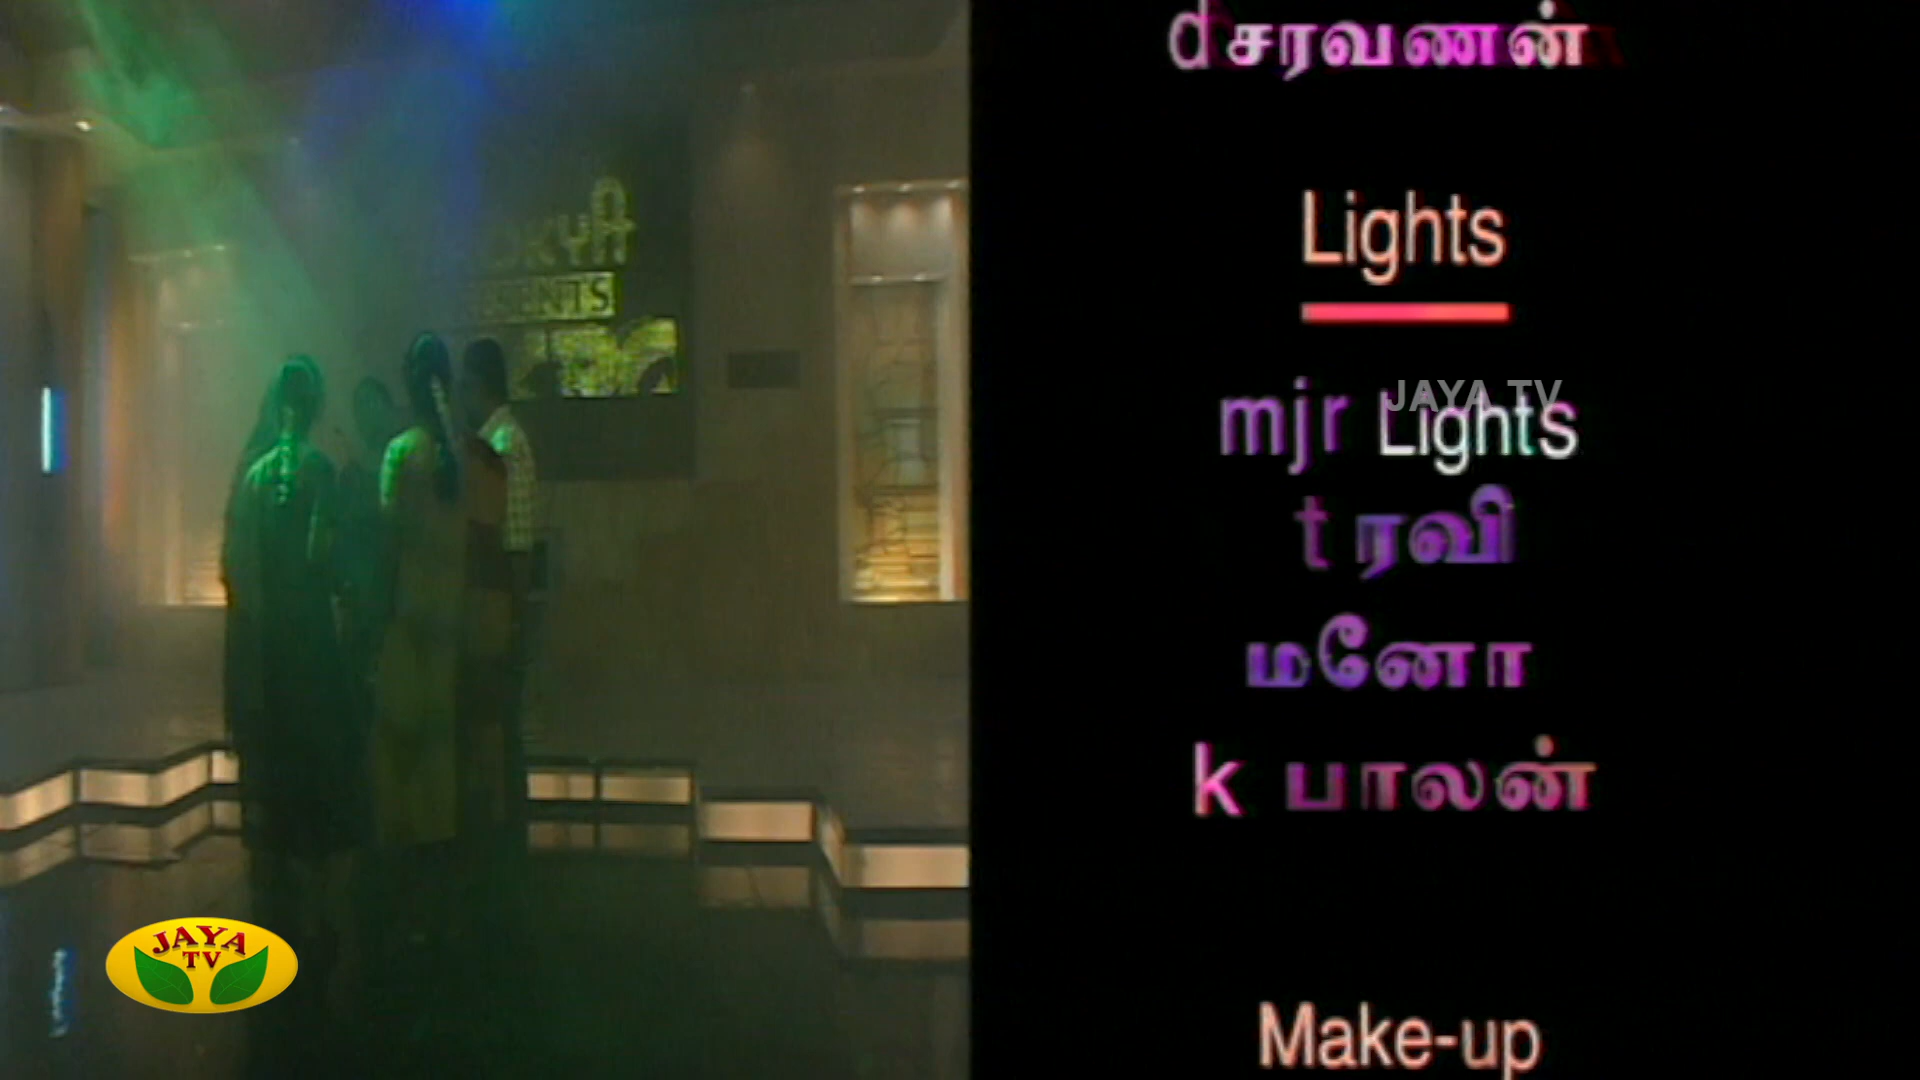 d சரவணன்
Lights
JAYA TV
mjr Lights
t ரவி
மனோ
k பாலன்
Make-up
JAYA
TV